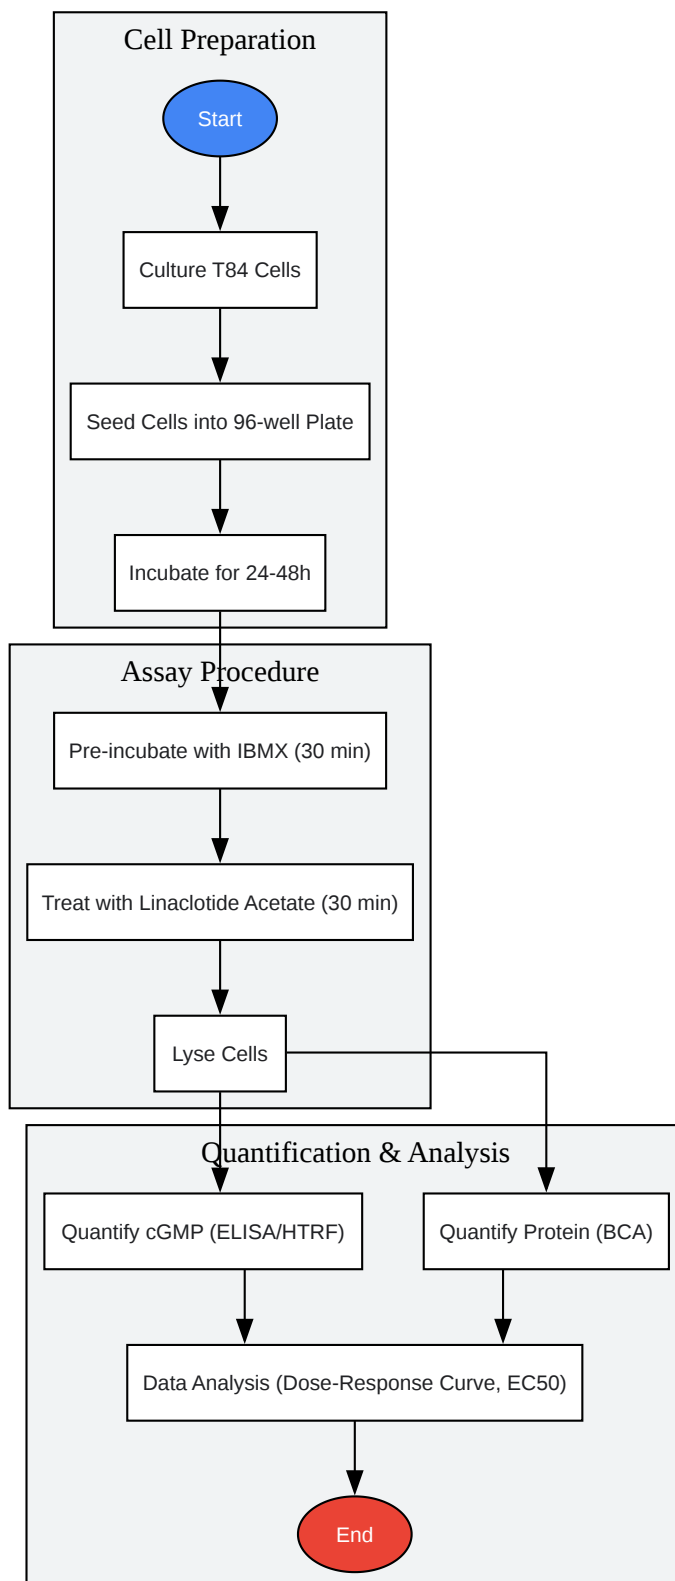 Cell Preparation
Start
Culture T84 Cells
Seed Cells into 96-well Plate
Incubate for 24-48h
Assay Procedure
Pre-incubate with IBMX (30 min)
Treat with Linaclotide Acetate (30 min)
Lyse Cells
Quantification & Analysis
Quantify cGMP (ELISA/HTRF)
Quantify Protein (BCA)
Data Analysis (Dose-Response Curve, EC50)
End